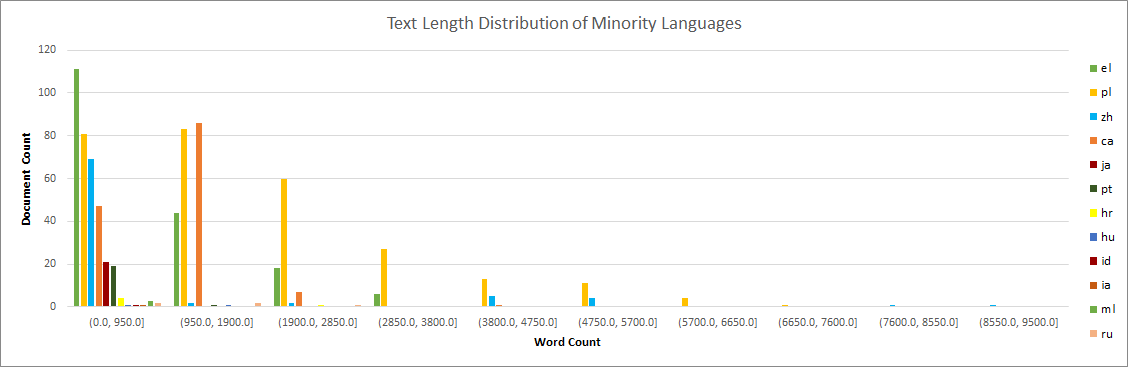 Text Length Distribution of Minority Languages
120
100
80
60
40
20
0
Document Count
(0.0, 950.0]
(950.0, 1900.0]
(1900.0, 2850.0]
(2850.0, 3800.0]
(3800.0, 4750.0]
(4750.0, 5700.0]
(5700.0, 6650.0]
(6650.0, 7600.0]
(7600.0, 8550.0]
(8550.0, 9500.0]
Word Count
el
pl
zh
ca
ja
pt
hr
hu
id
ia
ml
ru